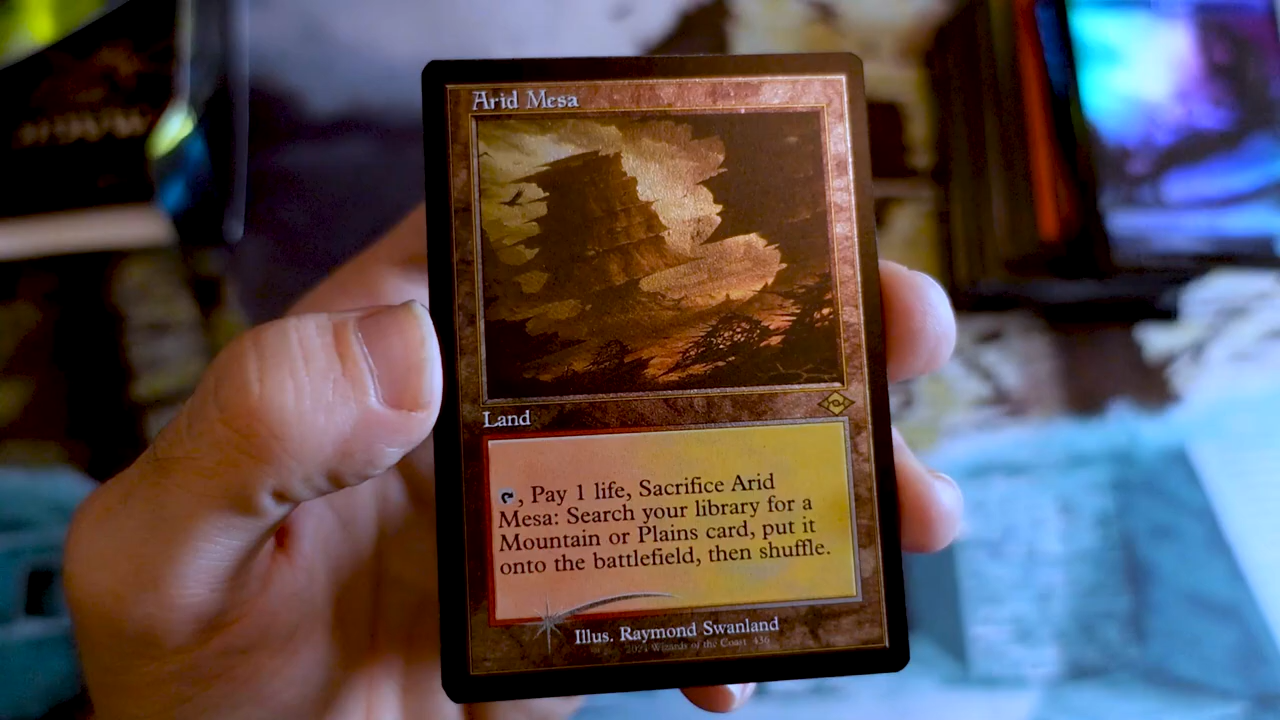 Arid Mesa
Land
, Pay 1 life, Sacrifice Arid
Mesa: Search your library for a
Mountain or Plains card, put it
onto the battlefield, then shuffle.
Illus. Raymond Swanland
2021 Wizards of the Coast 436